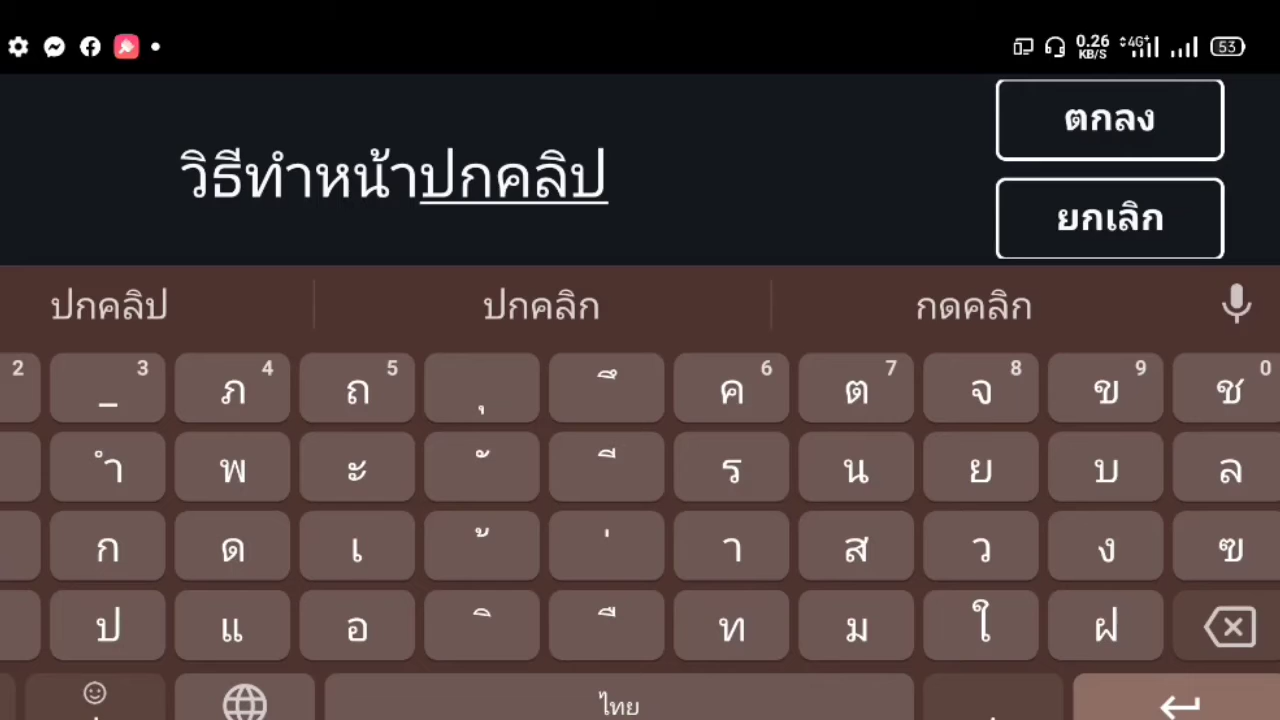 0.26
KB/S
4G+
53
วิธีทำหน้าปกคลิป
ตกลง
ยกเลิก
ปกคลิป ปกคลิก กดคลิก
2 3 4 5 6 7 8 9 0
_ ภ ถ ุ ึ ค ต จ ข ช
ำ พ ะ ั ี ร น ย บ ล
ก ด เ ้ ่ า ส ว ง ฃ
ป แ อ ิ ื ท ม ใ ฝ
ไทย